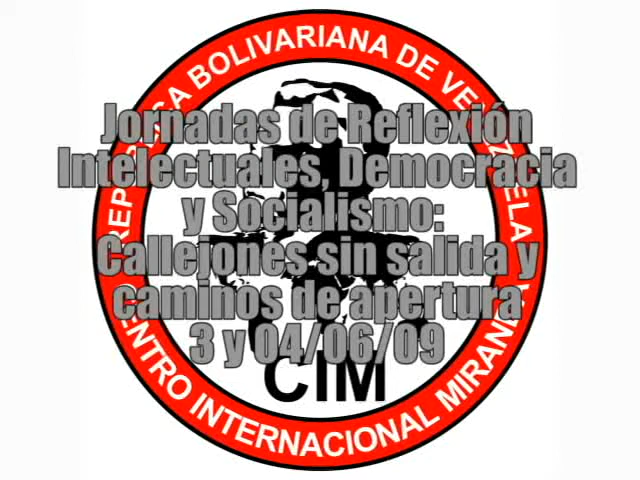 REPÚBLICA BOLIVARIANA DE VENEZUELA
Jornadas de Reflexión
Intelectuales, Democracia
y Socialismo:
Callejones sin salida y
caminos de apertura
3 y 04/06/09
CIM
CENTRO INTERNACIONAL MIRANDA